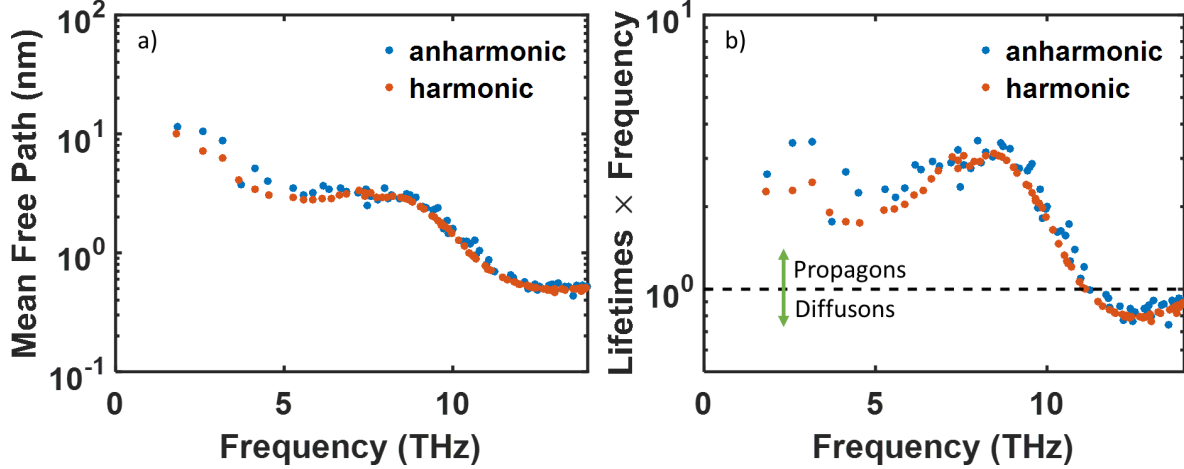 a)
anharmonic
harmonic
Mean Free Path (nm)
10²
10¹
10⁰
10⁻¹
0
5
10
Frequency (THz)
b)
anharmonic
harmonic
Lifetimes × Frequency
10¹
10⁰
Propagons
Diffusons
0
5
10
Frequency (THz)